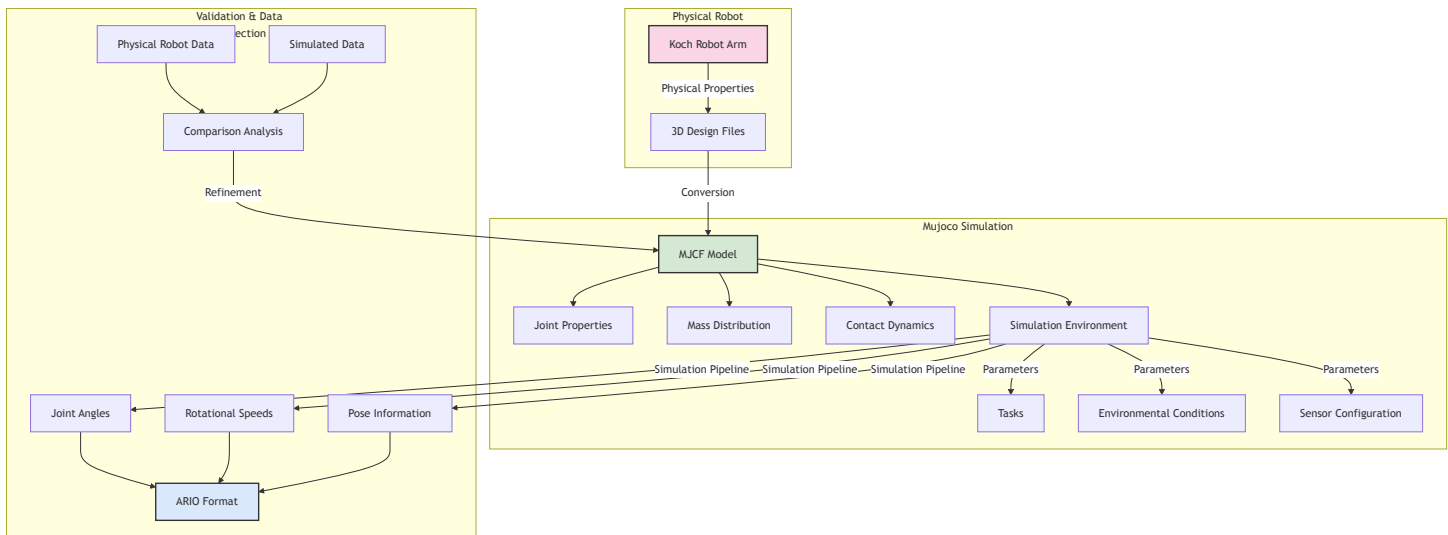 Validation & Data
ection
Physical Robot Data
Simulated Data
Comparison Analysis
Refinement
Physical Robot
Koch Robot Arm
Physical Properties
3D Design Files
Conversion
Mujoco Simulation
MJCF Model
Joint Properties
Mass Distribution
Contact Dynamics
Simulation Environment
Simulation Pipeline
Simulation Pipeline
Simulation Pipeline
Parameters
Parameters
Parameters
Joint Angles
Rotational Speeds
Pose Information
Tasks
Environmental Conditions
Sensor Configuration
ARIO Format